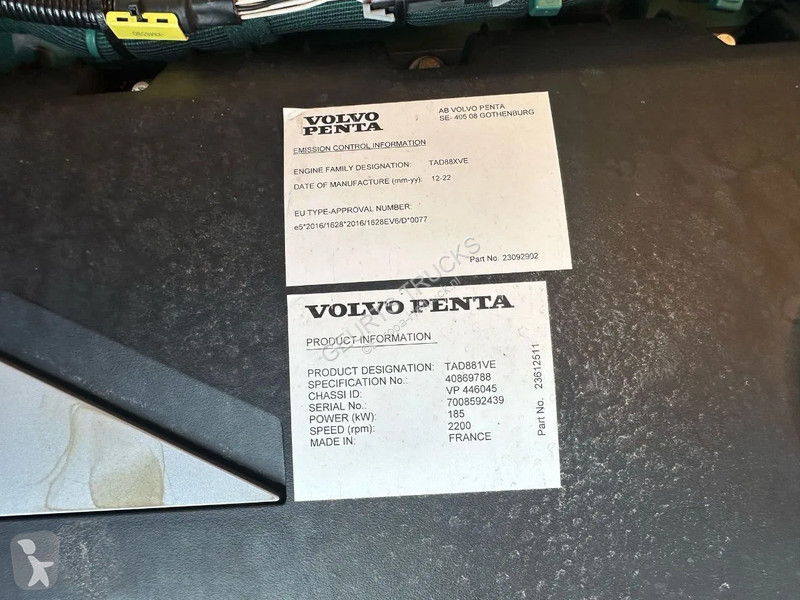 VOLVO
PENTA
AB VOLVO PENTA
SE- 405 08 GOTHENBURG
EMISSION CONTROL INFORMATION
ENGINE FAMILY DESIGNATION: TAD88XVE
DATE OF MANUFACTURE (mm-yy): 12-22
EU TYPE-APPROVAL NUMBER:
e5*2016/1628*2016/1628EV6/D*0077
Part No. 23092902
VOLVO PENTA
PRODUCT INFORMATION
PRODUCT DESIGNATION: TAD881VE
SPECIFICATION No.: 40869788
CHASSI ID: VP 446045
SERIAL No.: 7008592439
POWER (kW): 185
SPEED (rpm): 2200
MADE IN: FRANCE
Part No. 23612511
GEURTS TRUCKS